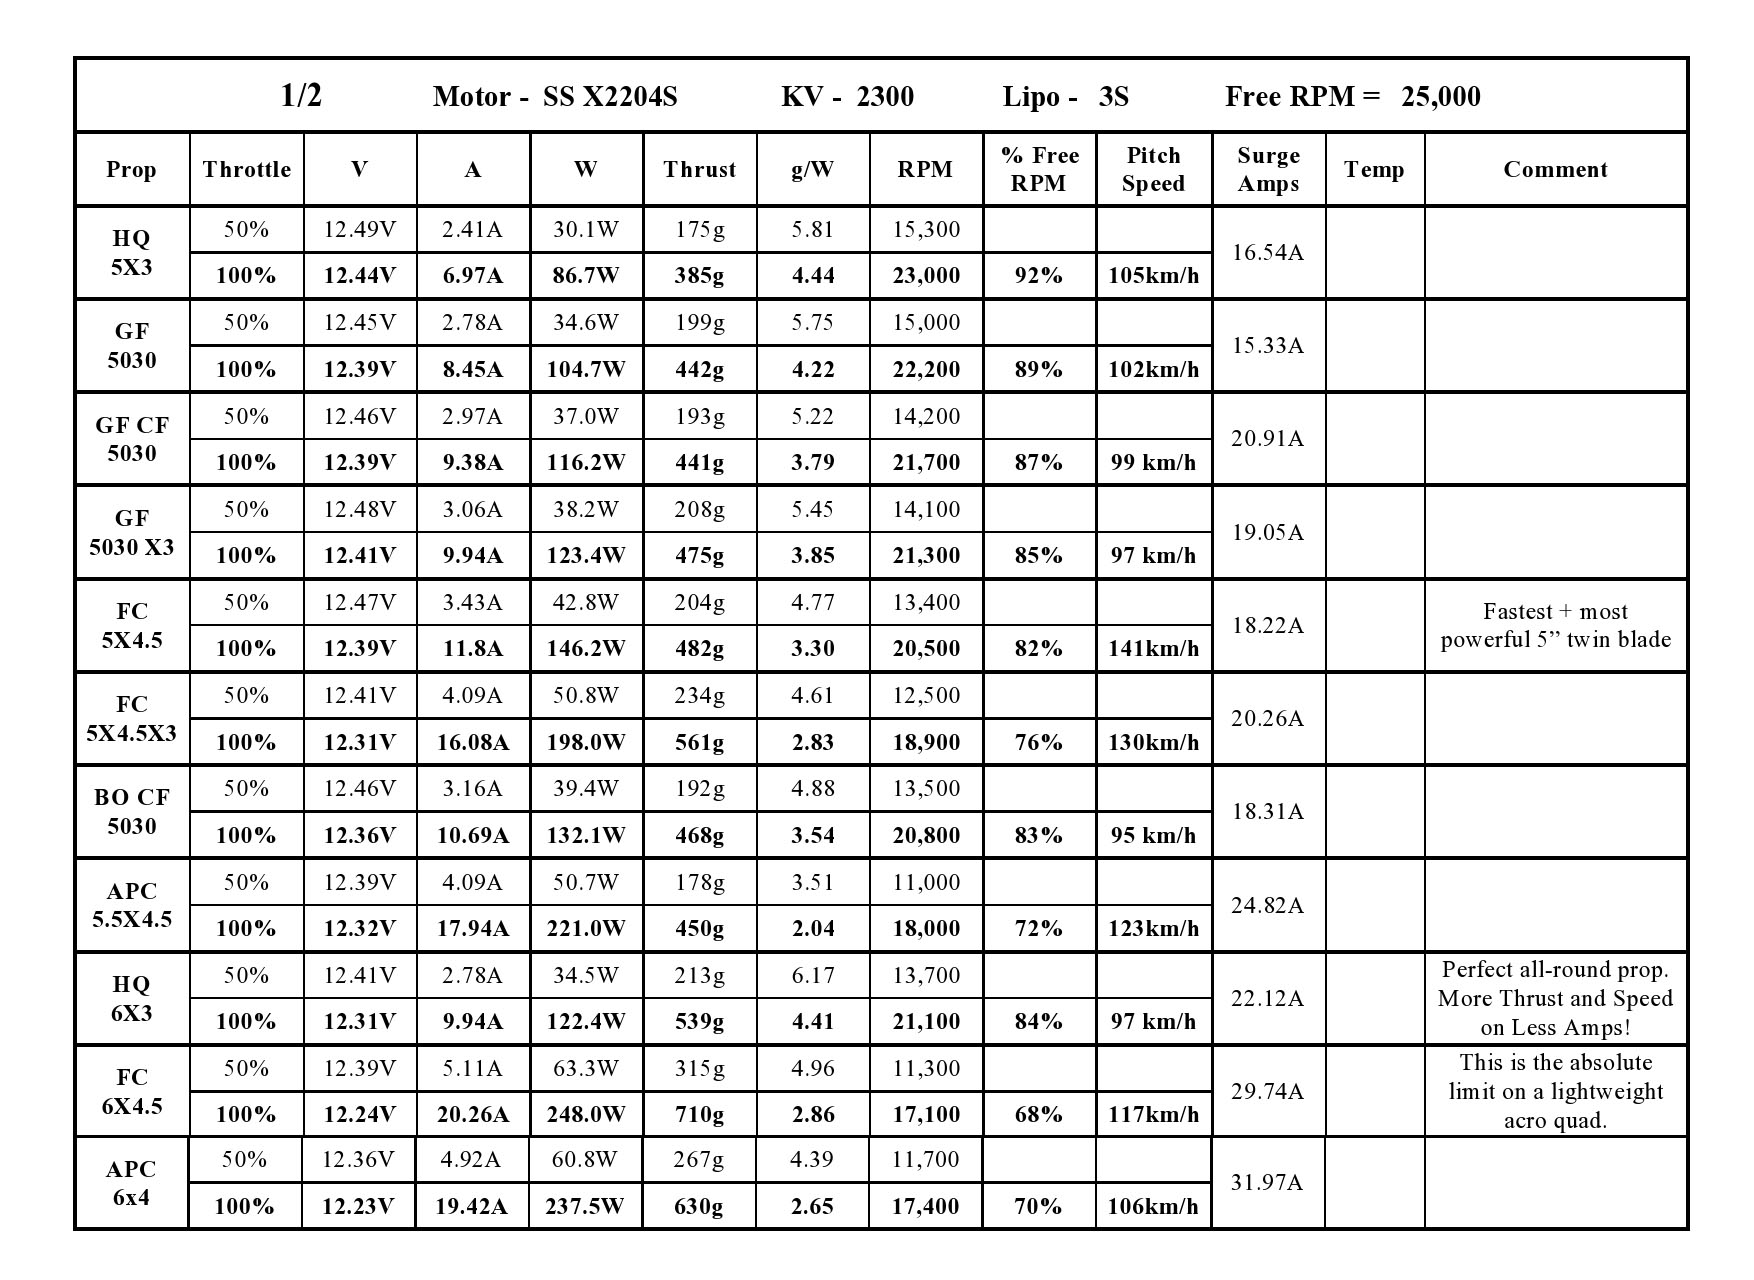 1/2 Motor - SS X2204S KV - 2300 Lipo - 3S Free RPM = 25,000
Prop Throttle V A W Thrust g/W RPM % Free RPM Pitch Speed Surge Amps Temp Comment
HQ 5X3 50% 12.49V 2.41A 30.1W 175g 5.81 15,300 16.54A
100% 12.44V 6.97A 86.7W 385g 4.44 23,000 92% 105km/h
GF 5030 50% 12.45V 2.78A 34.6W 199g 5.75 15,000 15.33A
100% 12.39V 8.45A 104.7W 442g 4.22 22,200 89% 102km/h
GF CF 5030 50% 12.46V 2.97A 37.0W 193g 5.22 14,200 20.91A
100% 12.39V 9.38A 116.2W 441g 3.79 21,700 87% 99 km/h
GF 5030 X3 50% 12.48V 3.06A 38.2W 208g 5.45 14,100 19.05A
100% 12.41V 9.94A 123.4W 475g 3.85 21,300 85% 97 km/h
FC 5X4.5 50% 12.47V 3.43A 42.8W 204g 4.77 13,400 18.22A Fastest + most powerful 5” twin blade
100% 12.39V 11.8A 146.2W 482g 3.30 20,500 82% 141km/h
FC 5X4.5X3 50% 12.41V 4.09A 50.8W 234g 4.61 12,500 20.26A
100% 12.31V 16.08A 198.0W 561g 2.83 18,900 76% 130km/h
BO CF 5030 50% 12.46V 3.16A 39.4W 192g 4.88 13,500 18.31A
100% 12.36V 10.69A 132.1W 468g 3.54 20,800 83% 95 km/h
APC 5.5X4.5 50% 12.39V 4.09A 50.7W 178g 3.51 11,000 24.82A
100% 12.32V 17.94A 221.0W 450g 2.04 18,000 72% 123km/h
HQ 6X3 50% 12.41V 2.78A 34.5W 213g 6.17 13,700 22.12A Perfect all-round prop. More Thrust and Speed on Less Amps!
100% 12.31V 9.94A 122.4W 539g 4.41 21,100 84% 97 km/h
FC 6X4.5 50% 12.39V 5.11A 63.3W 315g 4.96 11,300 29.74A This is the absolute limit on a lightweight acro quad.
100% 12.24V 20.26A 248.0W 710g 2.86 17,100 68% 117km/h
APC 6x4 50% 12.36V 4.92A 60.8W 267g 4.39 11,700 31.97A
100% 12.23V 19.42A 237.5W 630g 2.65 17,400 70% 106km/h